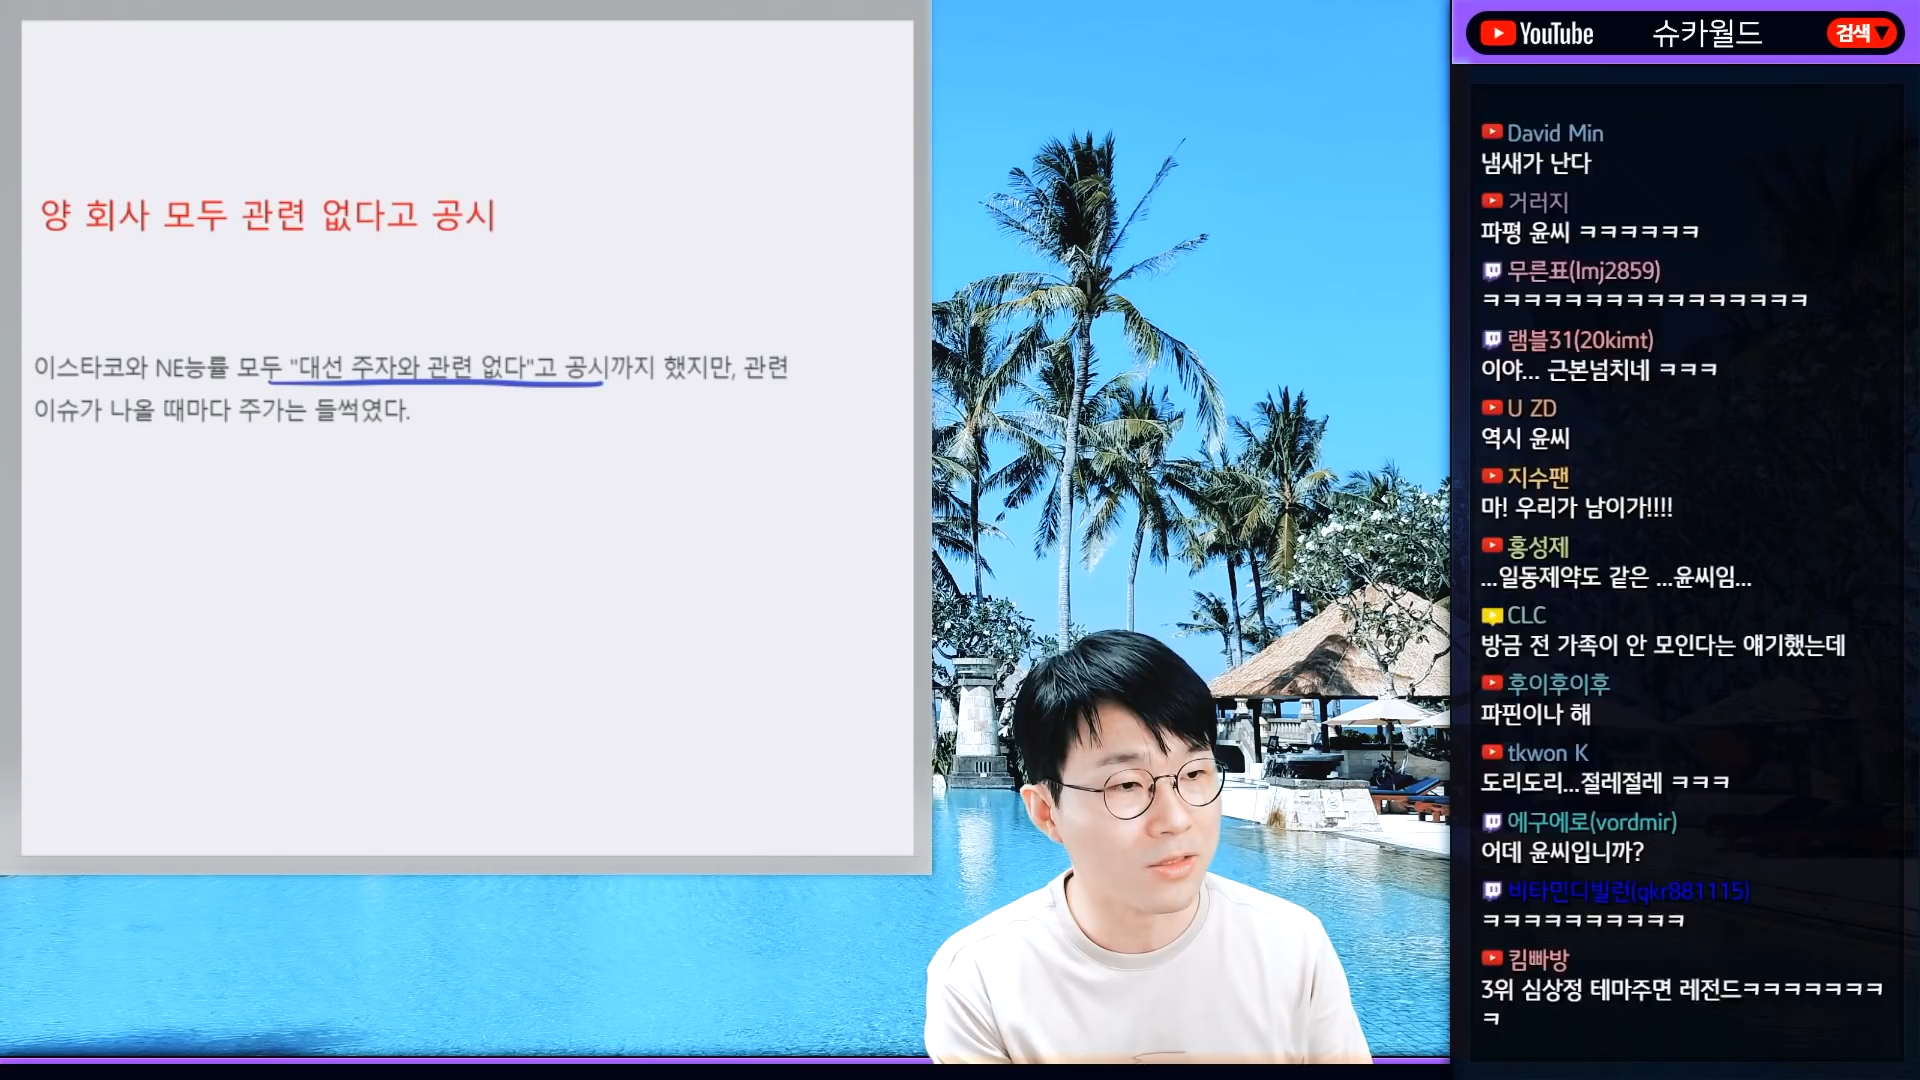 양 회사 모두 관련 없다고 공시
이스타코와 NE능률 모두 "대선 주자와 관련 없다"고 공시까지 했지만, 관련
이슈가 나올 때마다 주가는 들썩였다.
YouTube 슈카월드 검색▼
David Min
냄새가 난다
거러지
파평 윤씨 ㅋㅋㅋㅋㅋㅋ
무른표(lmj2859)
ㅋㅋㅋㅋㅋㅋㅋㅋㅋㅋㅋㅋㅋㅋㅋㅋ
램블31(20kimt)
이야... 근본넘치네 ㅋㅋㅋ
U ZD
역시 윤씨
지수팬
마! 우리가 남이가!!!!
홍성제
...일동제약도 같은 ...윤씨임...
CLC
방금 전 가족이 안 모인다는 얘기했는데
후이후이후
파핀이나 해
tkwon K
도리도리...절레절레 ㅋㅋㅋ
에구에로(vordmir)
어데 윤씨입니까?
비타민디빌런(qkr881115)
ㅋㅋㅋㅋㅋㅋㅋㅋㅋㅋ
킴빠방
3위 심상정 테마주면 레전드ㅋㅋㅋㅋㅋㅋㅋ
ㅋ